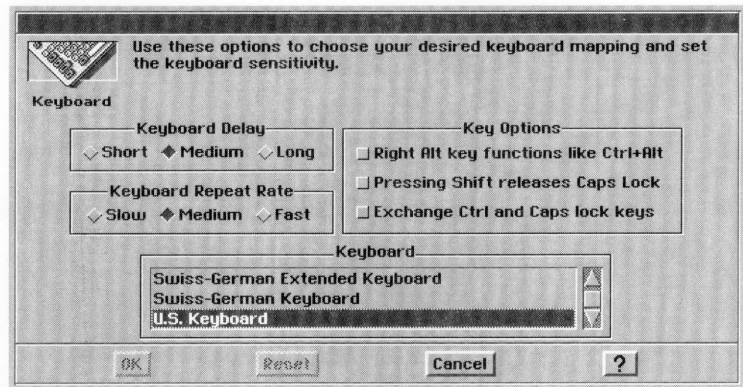 Use these options to choose your desired keyboard mapping and set
the keyboard sensitivity.
Keyboard
Keyboard Delay
Short Medium Long
Keyboard Repeat Rate
Slow Medium Fast
Key Options
Right Alt key functions like Ctrl+Alt
Pressing Shift releases Caps Lock
Exchange Ctrl and Caps lock keys
Keyboard
Swiss-German Extended Keyboard
Swiss-German Keyboard
U.S. Keyboard
OK Reset Cancel ?